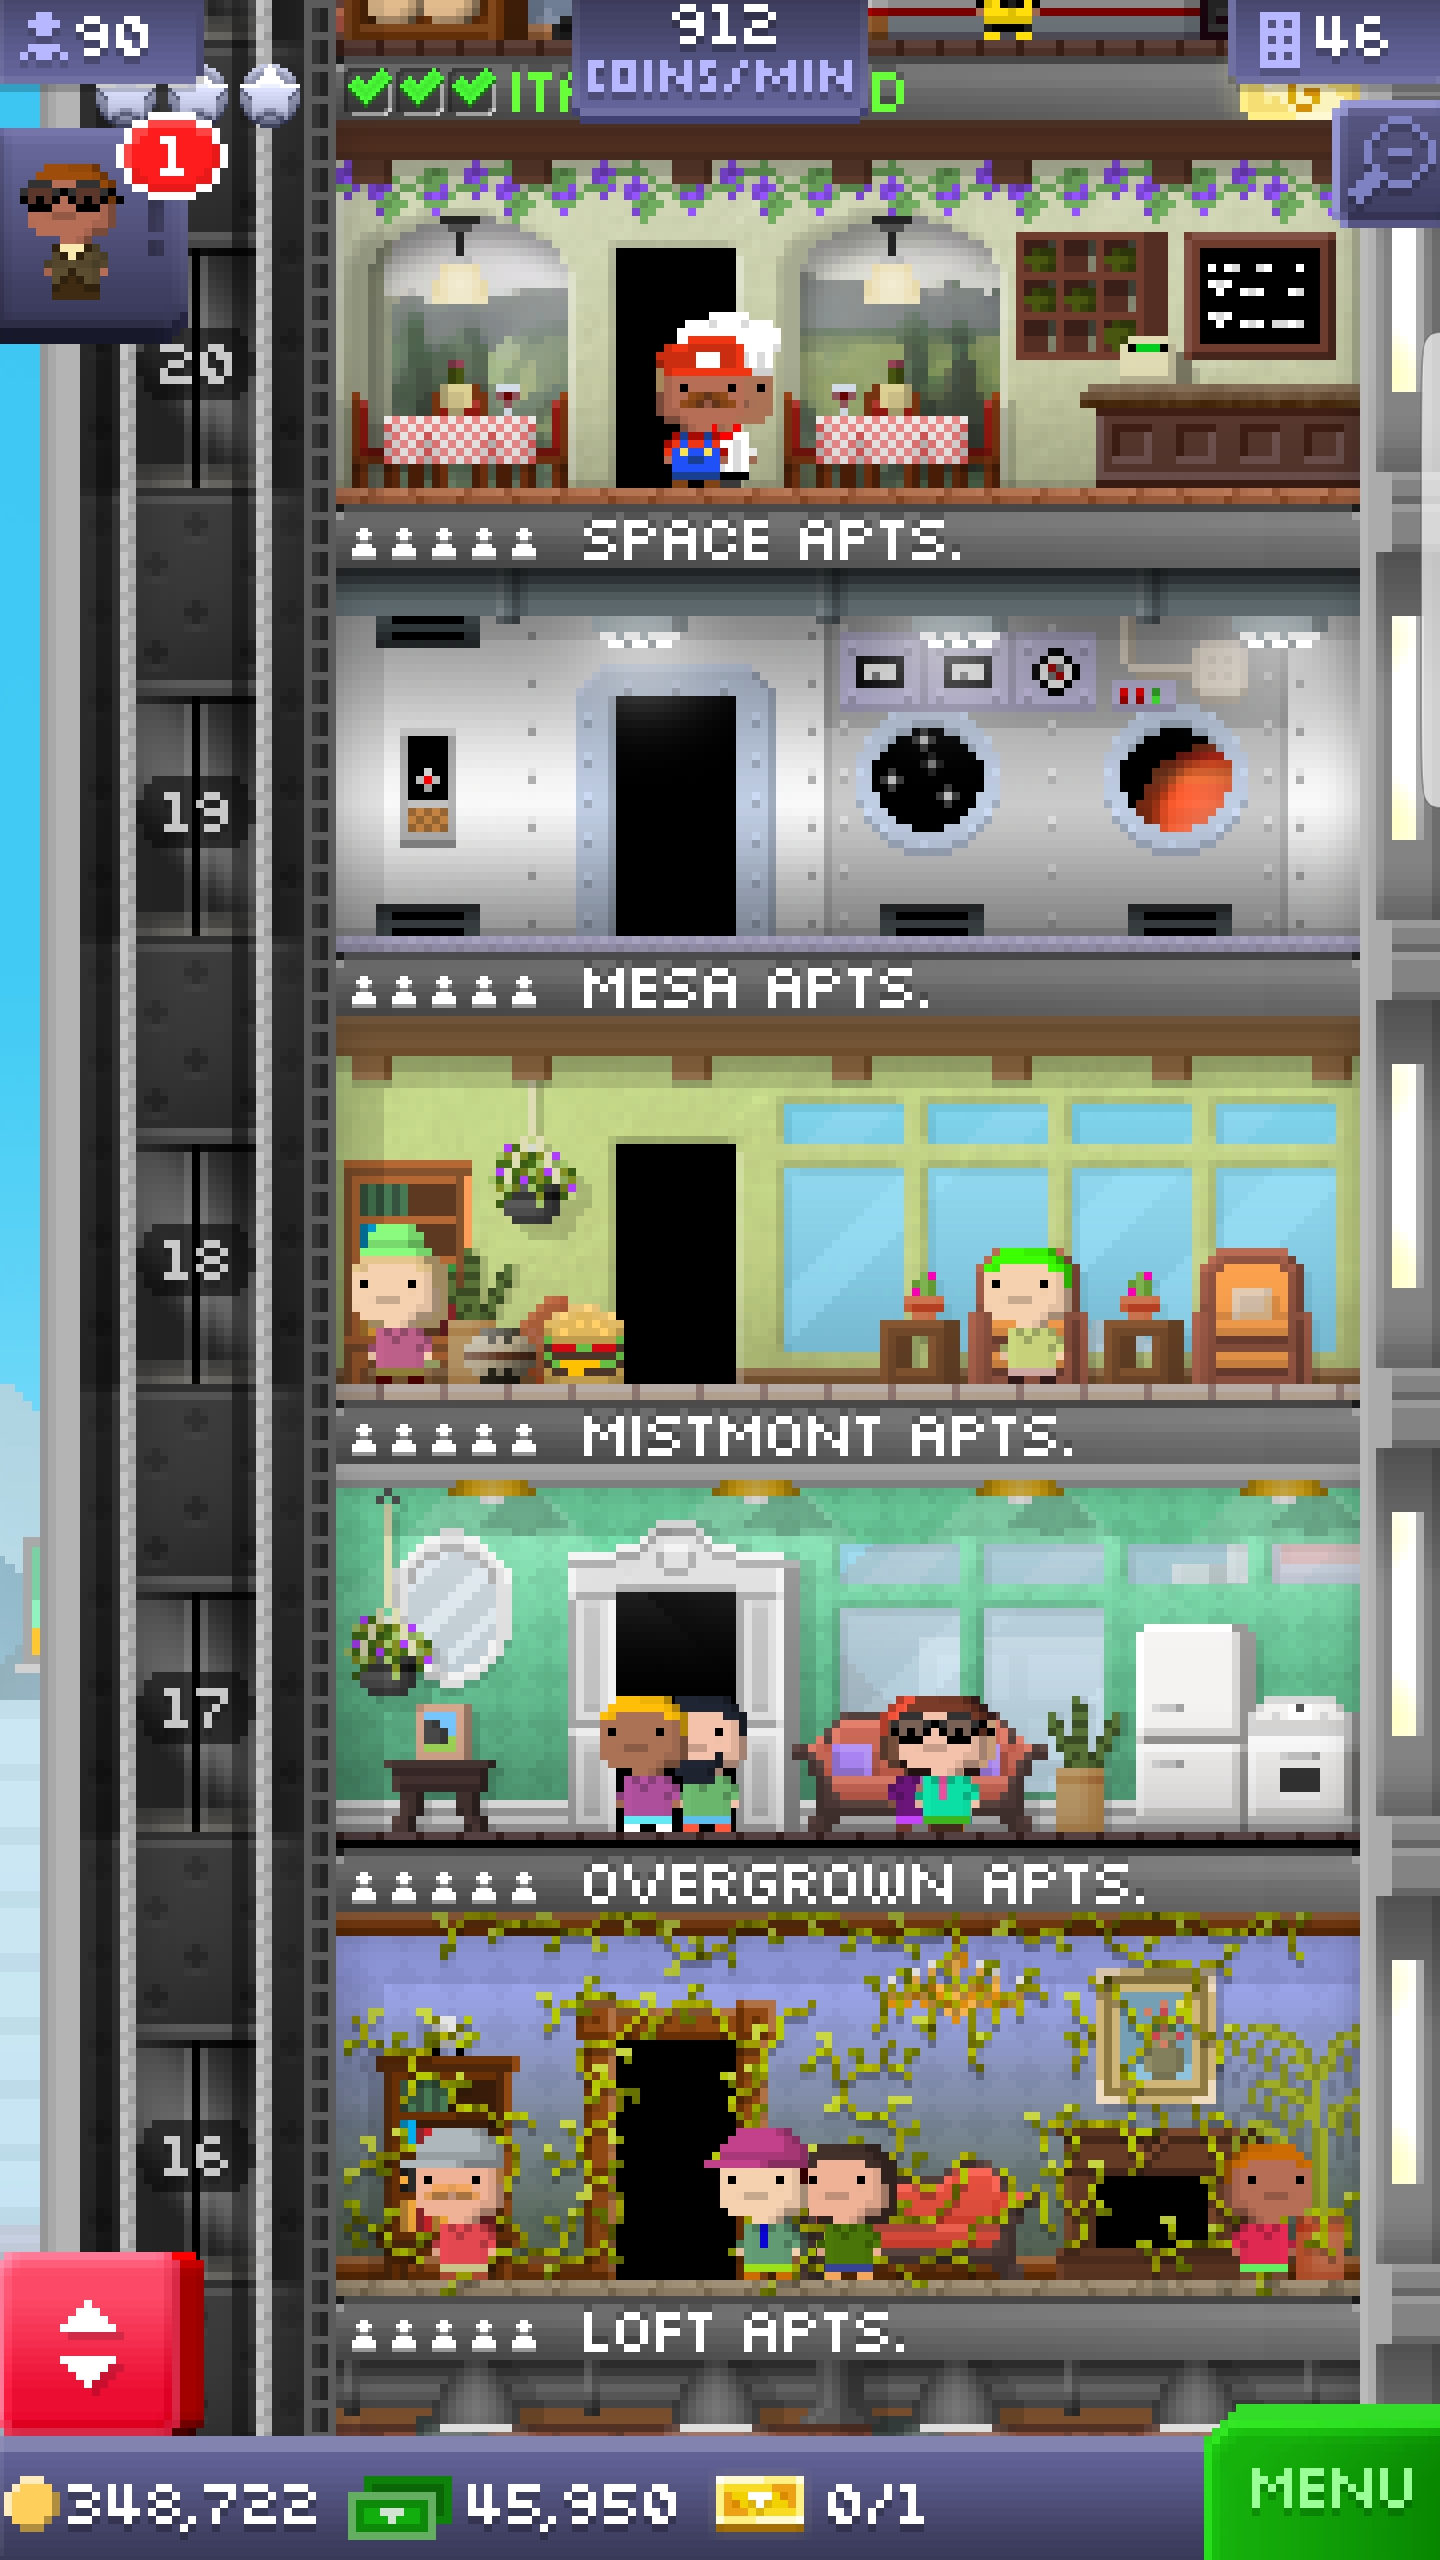 90
912
COINS/MIN
46
1
20
SPACE APTS.
19
MESA APTS.
18
MISTMONT APTS.
17
OVERGROWN APTS.
16
LOFT APTS.
348,722
45,950
0/1
MENU